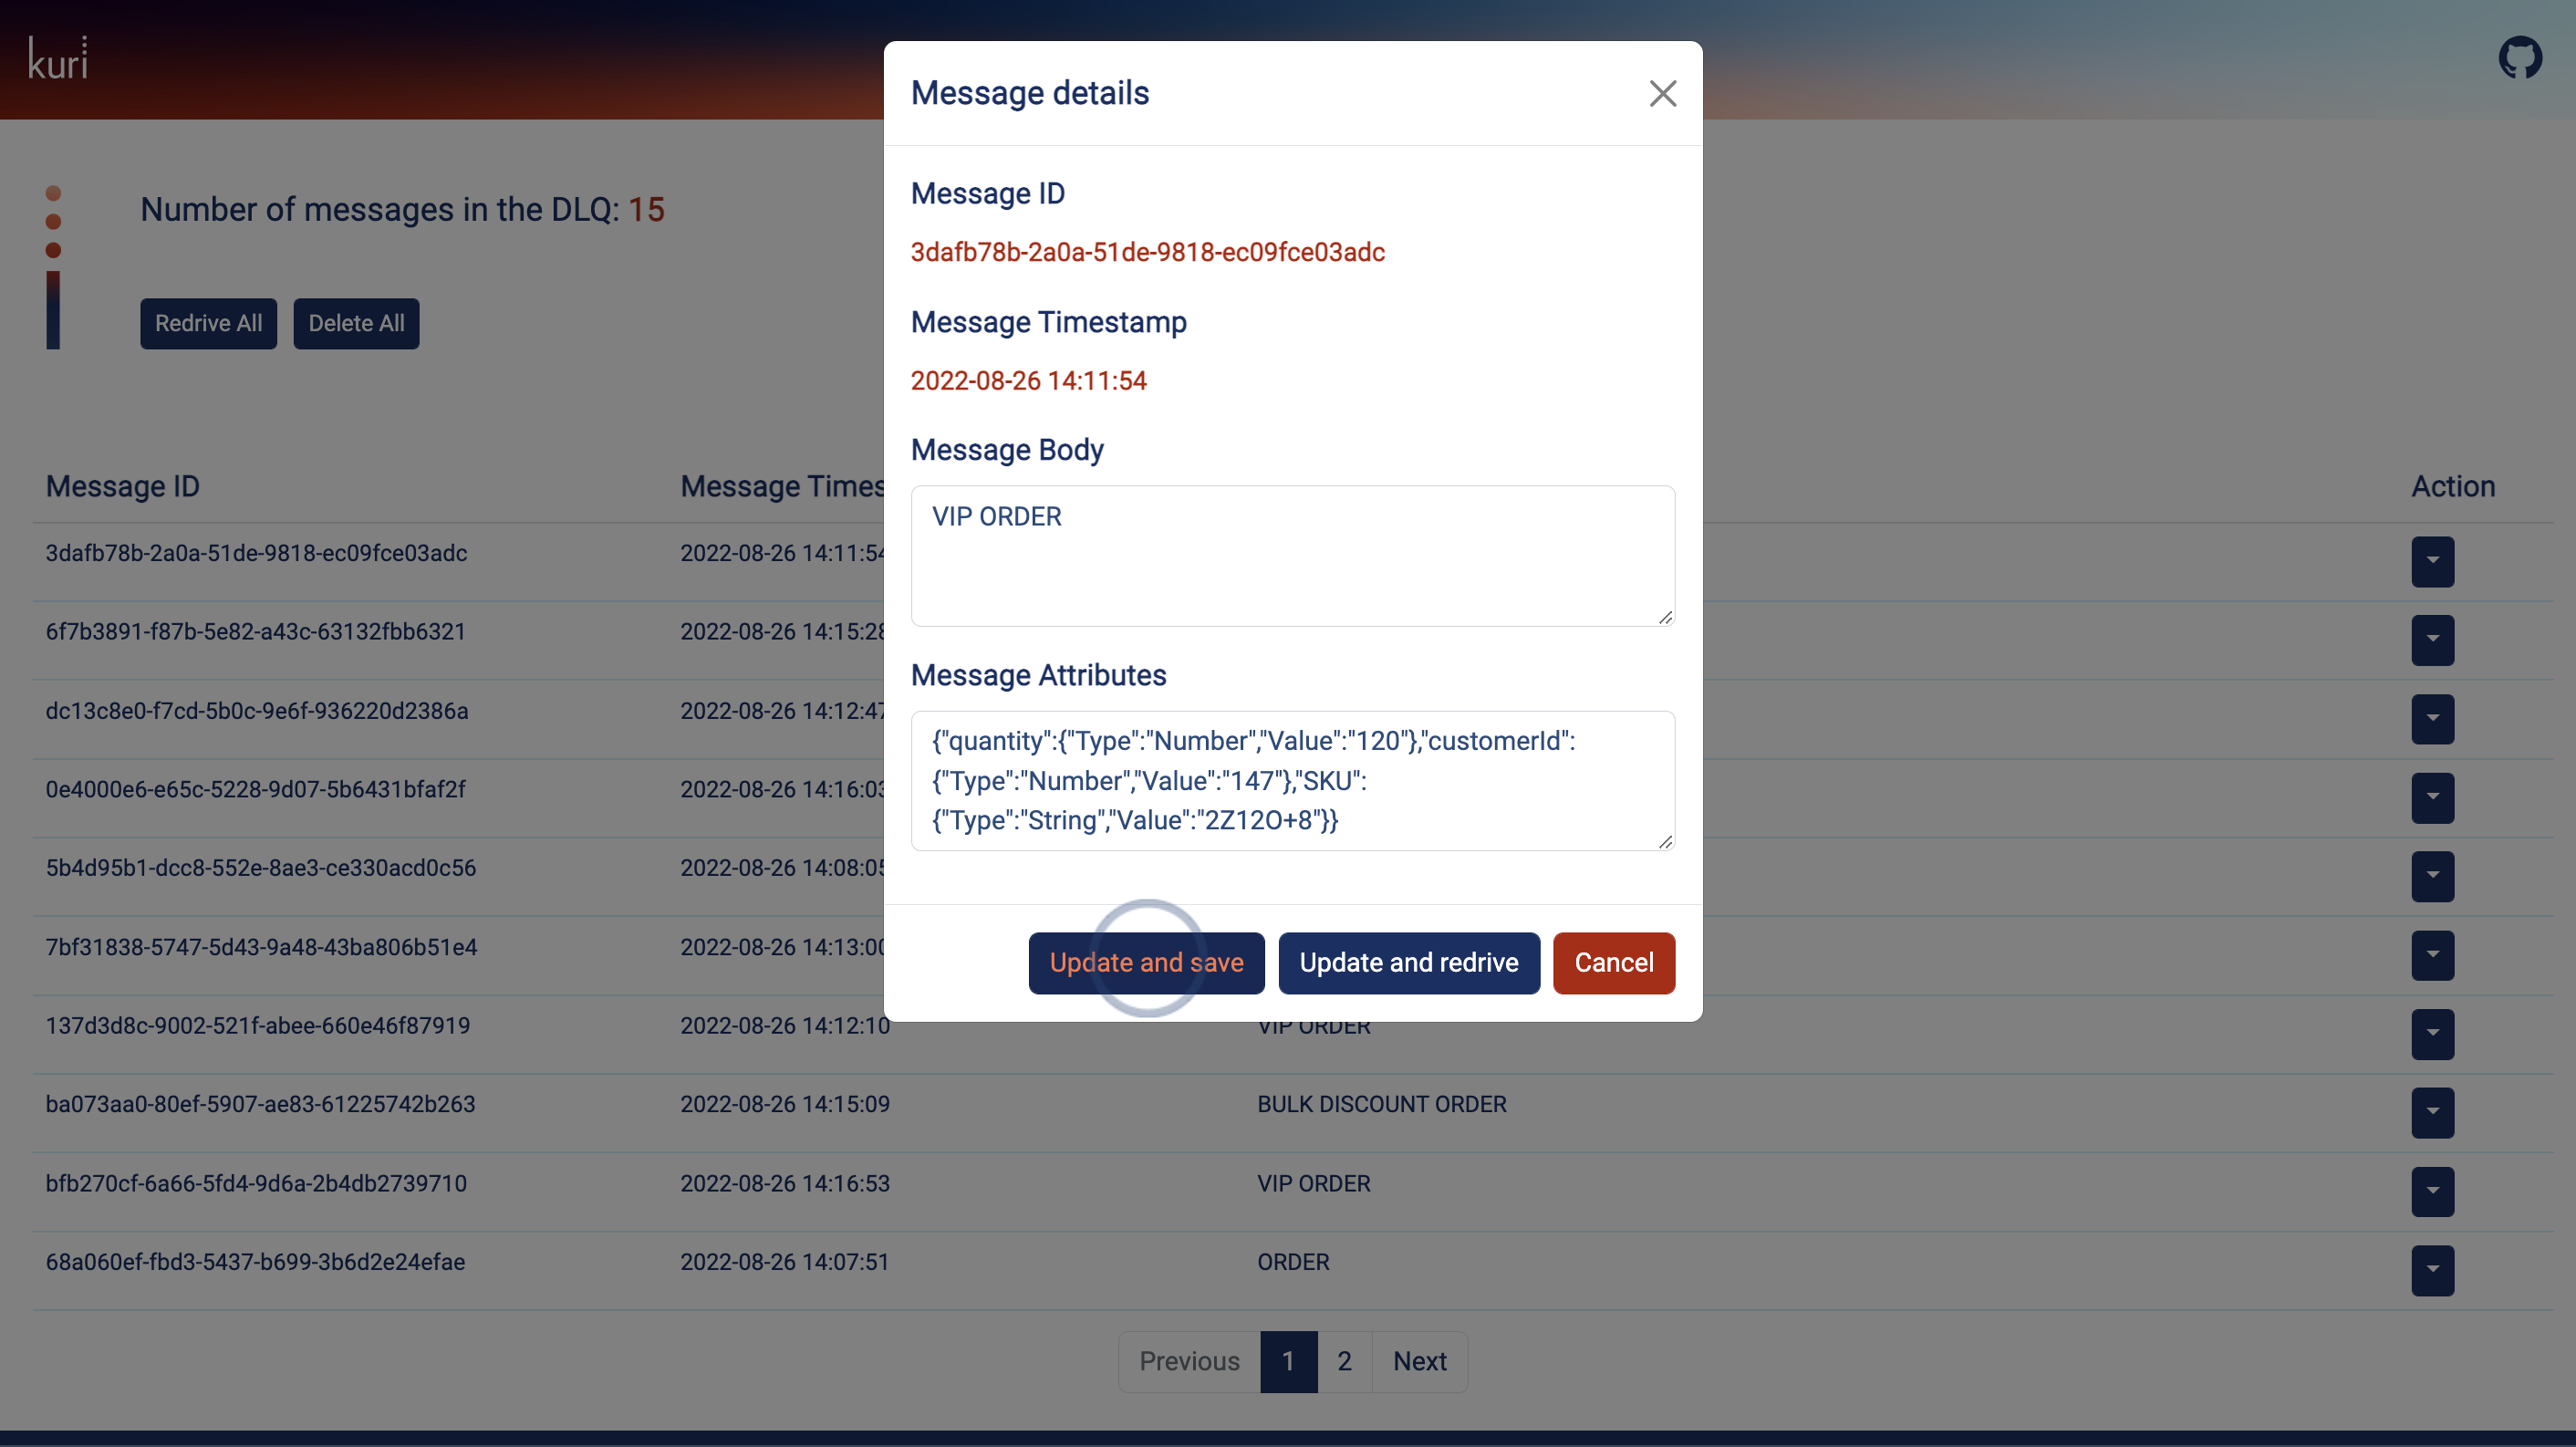 kuri
Message details
Number of messages in the DLQ: 15
Redrive All
Delete All
Message ID
3dafb78b-2a0a-51de-9818-ec09fce03adc
Message Timestamp
2022-08-26 14:11:54
Message Body
VIP ORDER
Message Attributes
{"quantity":{"Type":"Number","Value":"120"},"customerId":
{"Type":"Number","Value":"147"},"SKU":
{"Type":"String","Value":"2Z12O+8"}}
Update and save
Update and redrive
Cancel
Message ID
Action
3dafb78b-2a0a-51de-9818-ec09fce03adc 2022-08-26 14:11:54
6f7b3891-f87b-5e82-a43c-63132fbb6321 2022-08-26 14:15:28
dc13c8e0-f7cd-5b0c-9e6f-936220d2386a 2022-08-26 14:12:47
0e4000e6-e65c-5228-9d07-5b6431bfaf2f 2022-08-26 14:16:03
5b4d95b1-dcc8-552e-8ae3-ce330acd0c56 2022-08-26 14:08:05
7bf31838-5747-5d43-9a48-43ba806b51e4 2022-08-26 14:13:00
137d3d8c-9002-521f-abee-660e46f87919 2022-08-26 14:12:10 VIP ORDER
ba073aa0-80ef-5907-ae83-61225742b263 2022-08-26 14:15:09 BULK DISCOUNT ORDER
bfb270cf-6a66-5fd4-9d6a-2b4db2739710 2022-08-26 14:16:53 VIP ORDER
68a060ef-fbd3-5437-b699-3b6d2e24efae 2022-08-26 14:07:51 ORDER
Previous 1 2 Next